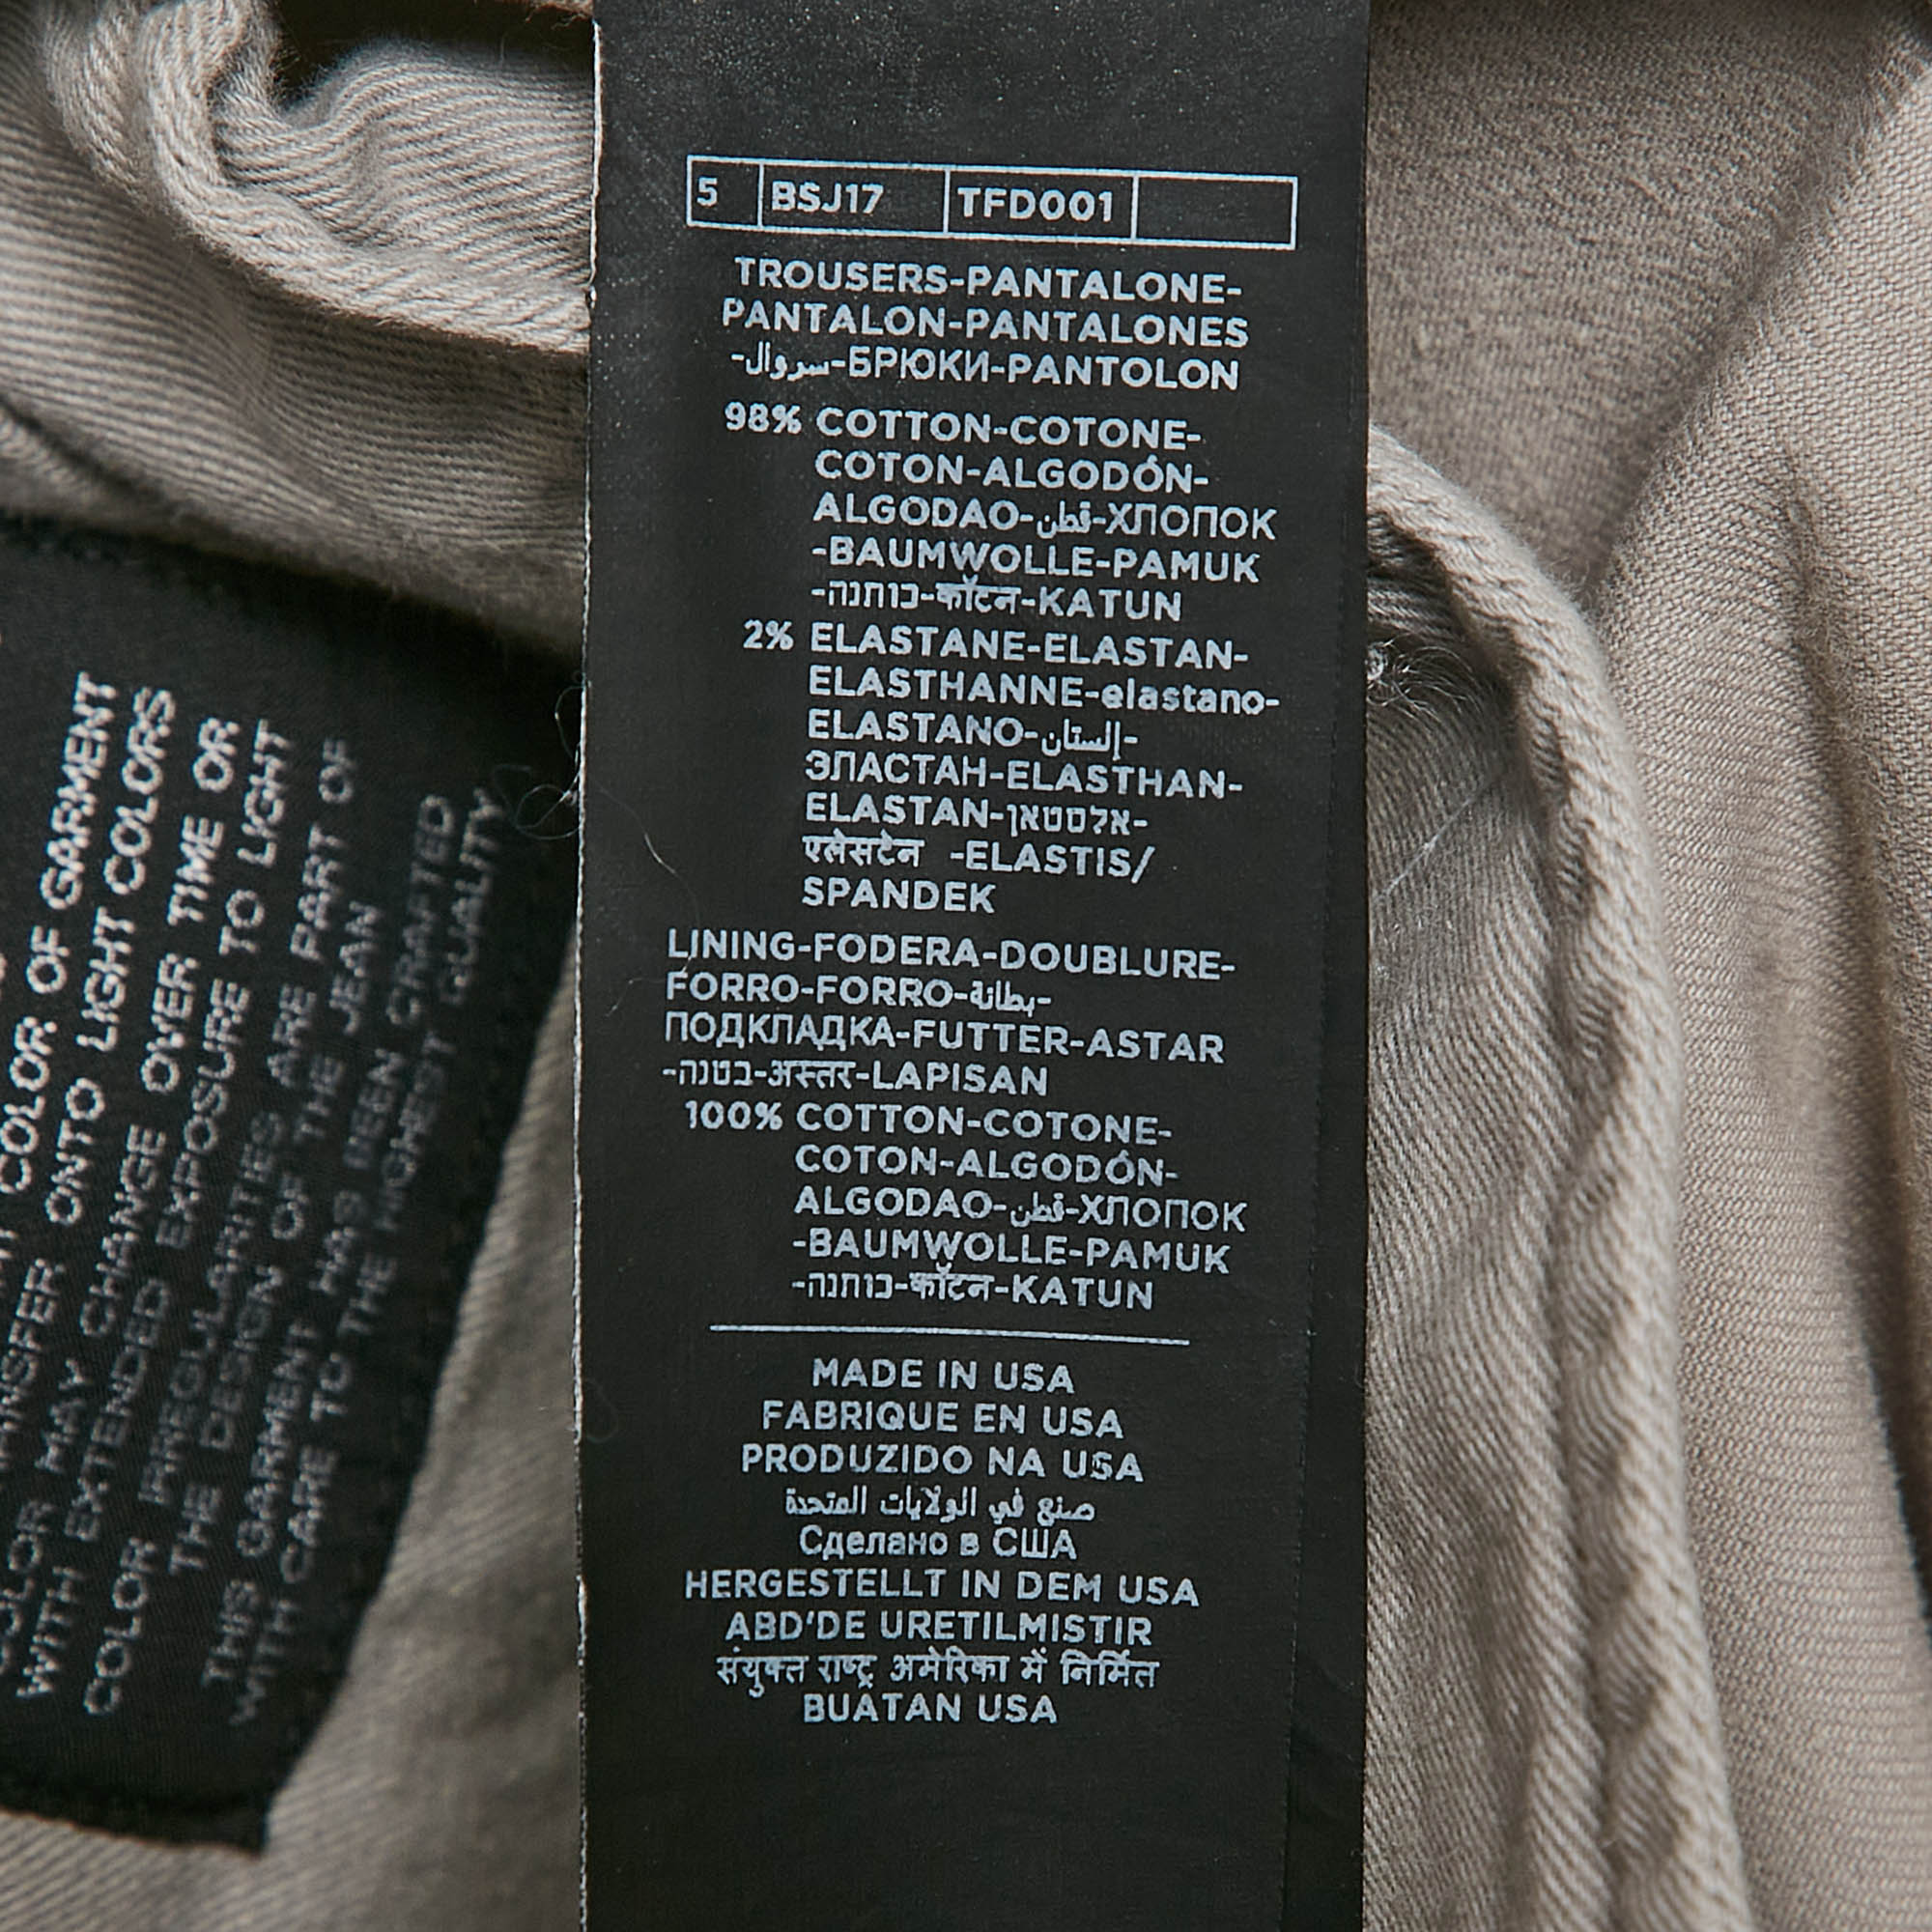 5 BSJ17 TFD001
TROUSERS-PANTALONE-
PANTALON-PANTALONES
-سروال-БРЮКИ-PANTOLON
98% COTTON-COTONE-
COTON-ALGODÓN-
ALGODAO-قطن-ХЛОПОК
-BAUMWOLLE-PAMUK
-כותנה-कॉटन-KATUN
2% ELASTANE-ELASTAN-
ELASTHANNE-elastano-
ELASTANO-إلستان-
ЭЛАСТАН-ELASTHAN-
ELASTAN-אלסטאן-
एलेसटेन -ELASTIS/
SPANDEK
LINING-FODERA-DOUBLURE-
FORRO-FORRO-بطانة-
ПОДКЛАДКА-FUTTER-ASTAR
-בטנה-अस्तर-LAPISAN
100% COTTON-COTONE-
COTON-ALGODÓN-
ALGODAO-قطن-ХЛОПОК
-BAUMWOLLE-PAMUK
-כותנה-कॉटन-KATUN
MADE IN USA
FABRIQUE EN USA
PRODUZIDO NA USA
صنع في الولايات المتحدة
Сделано в США
HERGESTELLT IN DEM USA
ABD'DE URETILMISTIR
संयुक्त राष्ट्र अमेरिका में निर्मित
BUATAN USA
COLOR OF GARMENT
ONTO LIGHT COLORS
COLOR MAY CHANGE OVER TIME OR
WITH EXTENDED EXPOSURE TO LIGHT
COLOR IRREGULARITIES ARE PART OF
THE DESIGN OF THE JEAN
THIS GARMENT HAS BEEN CRAFTED
WITH CARE TO THE HIGHEST QUALITY